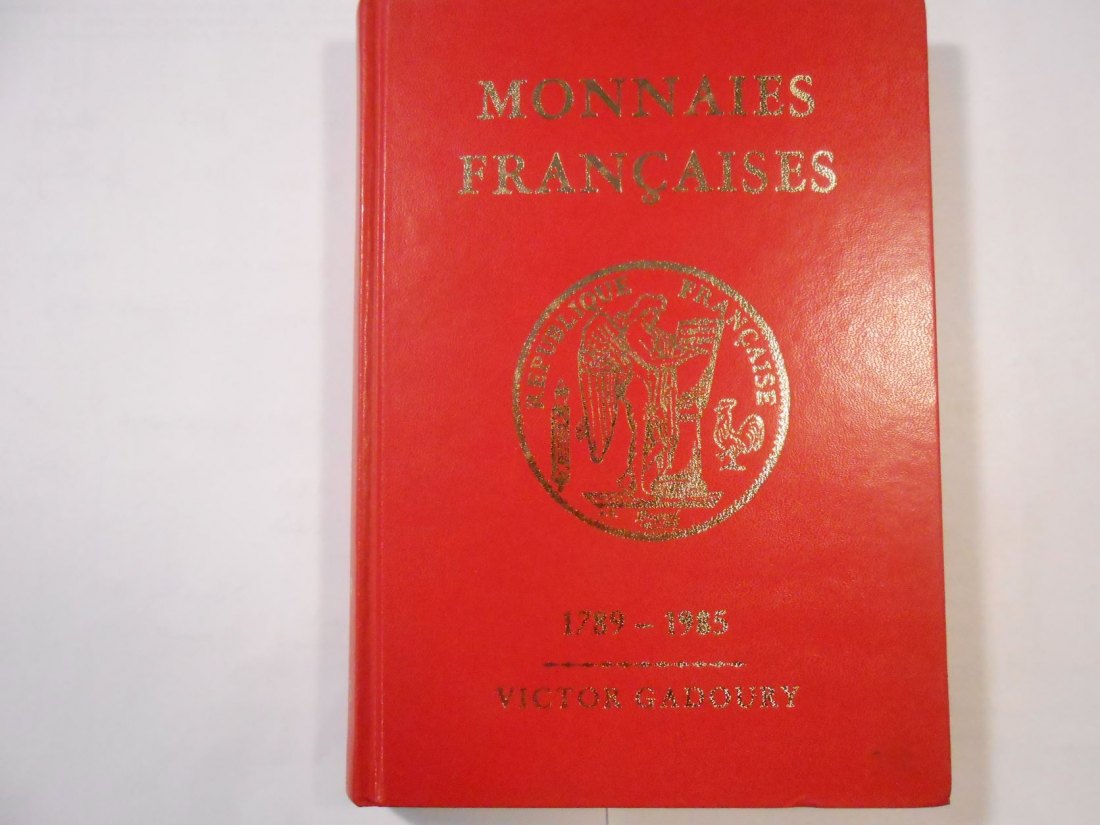 MONNAIES
FRANÇAISES
REPUBLIQUE FRANÇAISE
1789 - 1985
VICTOR GADOURY